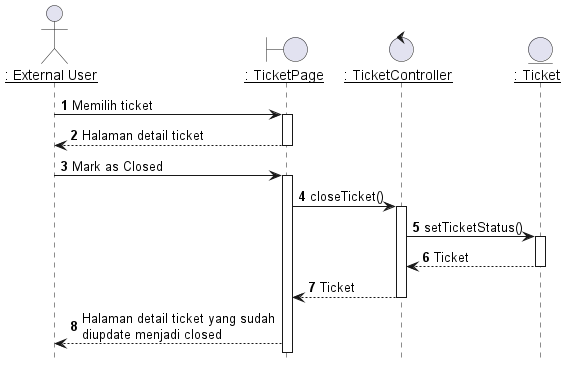 : External User
: TicketPage
: TicketController
: Ticket
1 Memilih ticket
2 Halaman detail ticket
3 Mark as Closed
4 closeTicket()
5 setTicketStatus()
6 Ticket
7 Ticket
8 Halaman detail ticket yang sudah
diupdate menjadi closed